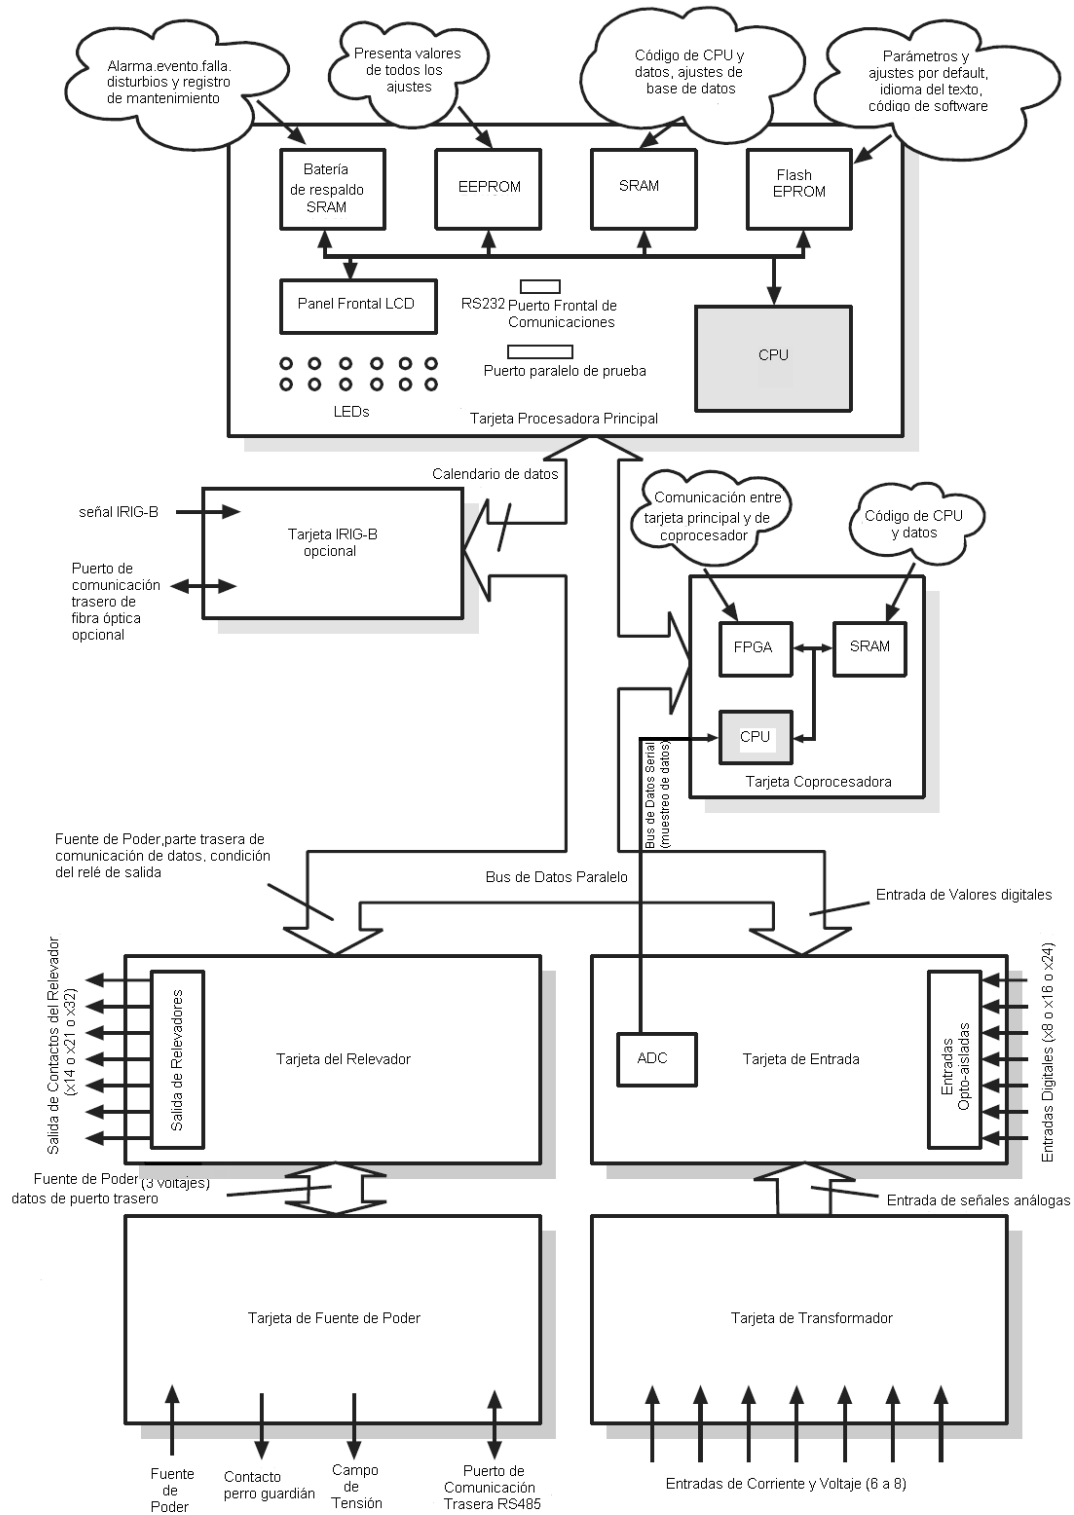 Alarma.evento.falla.
disturbios y registro
de mantenimiento
Presenta valores
de todos los
ajustes
Código de CPU y
datos, ajustes de
base de datos
Parámetros y
ajustes por default,
idioma del texto,
código de software
Batería
de respaldo
SRAM
EEPROM
SRAM
Flash
EPROM
Panel Frontal LCD
RS232 Puerto Frontal de
Comunicaciones
Puerto paralelo de prueba
CPU
LEDs
Tarjeta Procesadora Principal
Calendario de datos
señal IRIG-B
Tarjeta IRIG-B
opcional
Puerto de
comunicación
trasero de
fibra óptica
opcional
Comunicación entre
tarjeta principal y de
coprocesador
Código de CPU
y datos
FPGA
SRAM
CPU
Tarjeta Coprocesadora
Bus de Datos Serial
(muestreo de datos)
Fuente de Poder,parte trasera de
comunicación de datos, condición
del relé de salida
Bus de Datos Paralelo
Entrada de Valores digitales
Salida de Contactos del Relevador
(x14 o x21 o x32)
Salida de Relevadores
Tarjeta del Relevador
ADC
Tarjeta de Entrada
Entradas
Opto-aisladas
Entradas Digitales (x8 o x16 o x24)
Fuente de Poder (3 voltajes)
datos de puerto trasero
Entrada de señales análogas
Tarjeta de Fuente de Poder
Tarjeta de Transformador
Fuente
de
Poder
Contacto
perro guardián
Campo
de
Tensión
Puerto de
Comunicación
Trasera RS485
Entradas de Corriente y Voltaje (6 a 8)